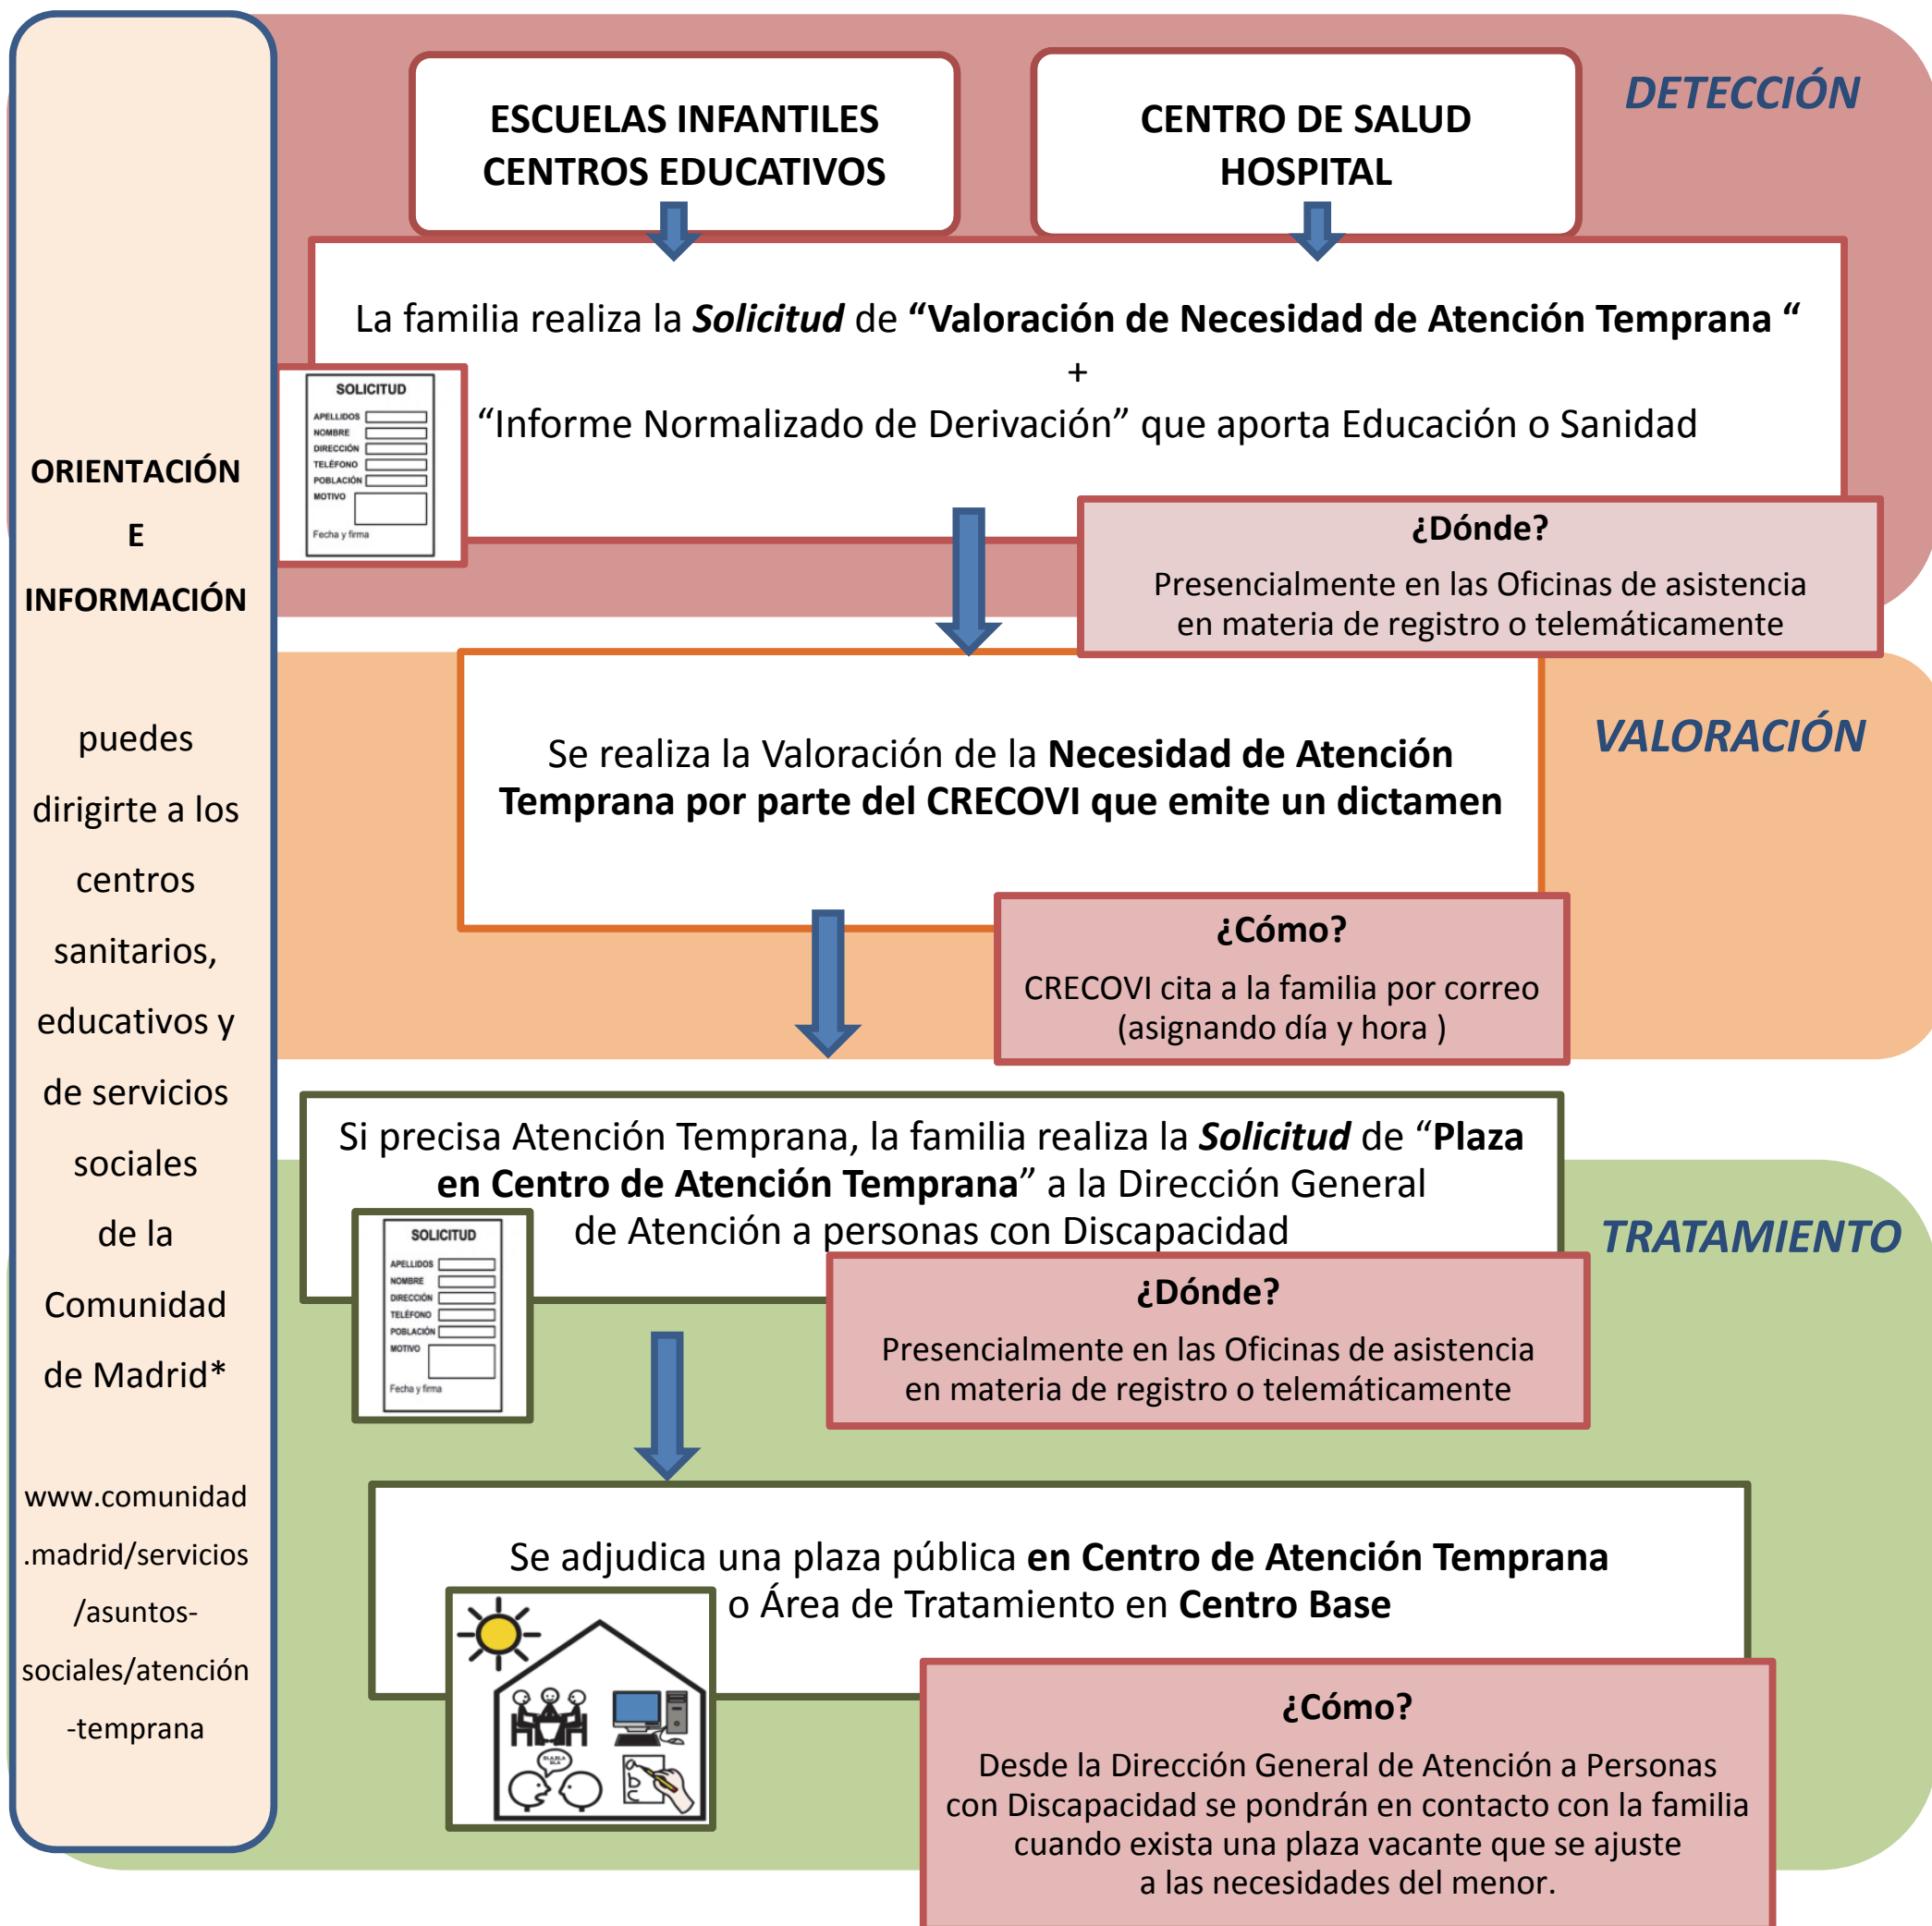 ORIENTACIÓN
E
INFORMACIÓN
puedes
dirigirte a los
centros
sanitarios,
educativos y
de servicios
sociales
de la
Comunidad
de Madrid*
www.comunidad
.madrid/servicios
/asuntos-
sociales/atención
-temprana
DETECCIÓN
ESCUELAS INFANTILES
CENTROS EDUCATIVOS
CENTRO DE SALUD
HOSPITAL
La familia realiza la Solicitud de “Valoración de Necesidad de Atención Temprana “
+
“Informe Normalizado de Derivación” que aporta Educación o Sanidad
SOLICITUD
APELLIDOS
NOMBRE
DIRECCIÓN
TELÉFONO
POBLACIÓN
MOTIVO
Fecha y firma
¿Dónde?
Presencialmente en las Oficinas de asistencia
en materia de registro o telemáticamente
VALORACIÓN
Se realiza la Valoración de la Necesidad de Atención
Temprana por parte del CRECOVI que emite un dictamen
¿Cómo?
CRECOVI cita a la familia por correo
(asignando día y hora )
TRATAMIENTO
Si precisa Atención Temprana, la familia realiza la Solicitud de “Plaza
en Centro de Atención Temprana” a la Dirección General
de Atención a personas con Discapacidad
SOLICITUD
APELLIDOS
NOMBRE
DIRECCIÓN
TELÉFONO
POBLACIÓN
MOTIVO
Fecha y firma
¿Dónde?
Presencialmente en las Oficinas de asistencia
en materia de registro o telemáticamente
Se adjudica una plaza pública en Centro de Atención Temprana
o Área de Tratamiento en Centro Base
BLA,BLA
BLA
¿Cómo?
Desde la Dirección General de Atención a Personas
con Discapacidad se pondrán en contacto con la familia
cuando exista una plaza vacante que se ajuste
a las necesidades del menor.